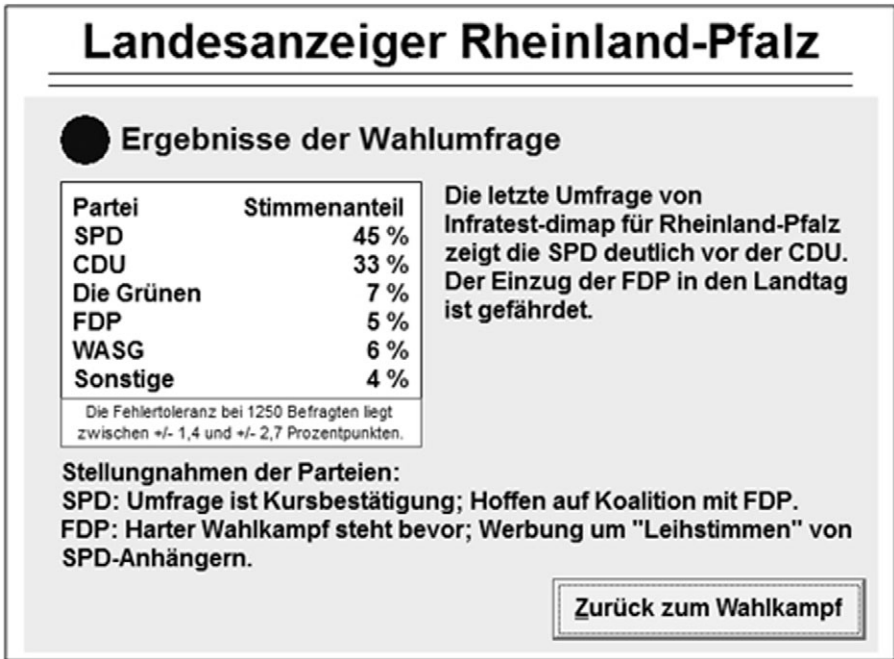 Landesanzeiger Rheinland-Pfalz
Ergebnisse der Wahlumfrage
Partei Stimmenanteil
SPD 45 %
CDU 33 %
Die Grünen 7 %
FDP 5 %
WASG 6 %
Sonstige 4 %
Die Fehlertoleranz bei 1250 Befragten liegt
zwischen +/- 1,4 und +/- 2,7 Prozentpunkten.
Die letzte Umfrage von
Infratest-dimap für Rheinland-Pfalz
zeigt die SPD deutlich vor der CDU.
Der Einzug der FDP in den Landtag
ist gefährdet.
Stellungnahmen der Parteien:
SPD: Umfrage ist Kursbestätigung; Hoffen auf Koalition mit FDP.
FDP: Harter Wahlkampf steht bevor; Werbung um "Leihstimmen" von
SPD-Anhängern.
Zurück zum Wahlkampf